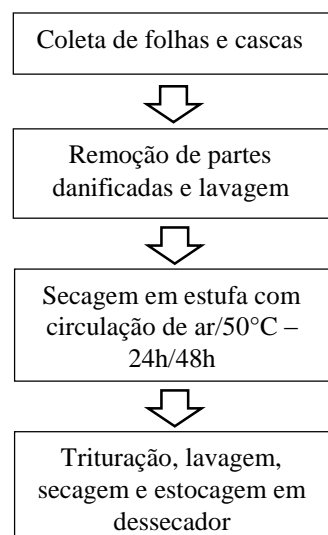 Coleta de folhas e cascas
Remoção de partes
danificadas e lavagem
Secagem em estufa com
circulação de ar/50°C –
24h/48h
Trituração, lavagem,
secagem e estocagem em
dessecador